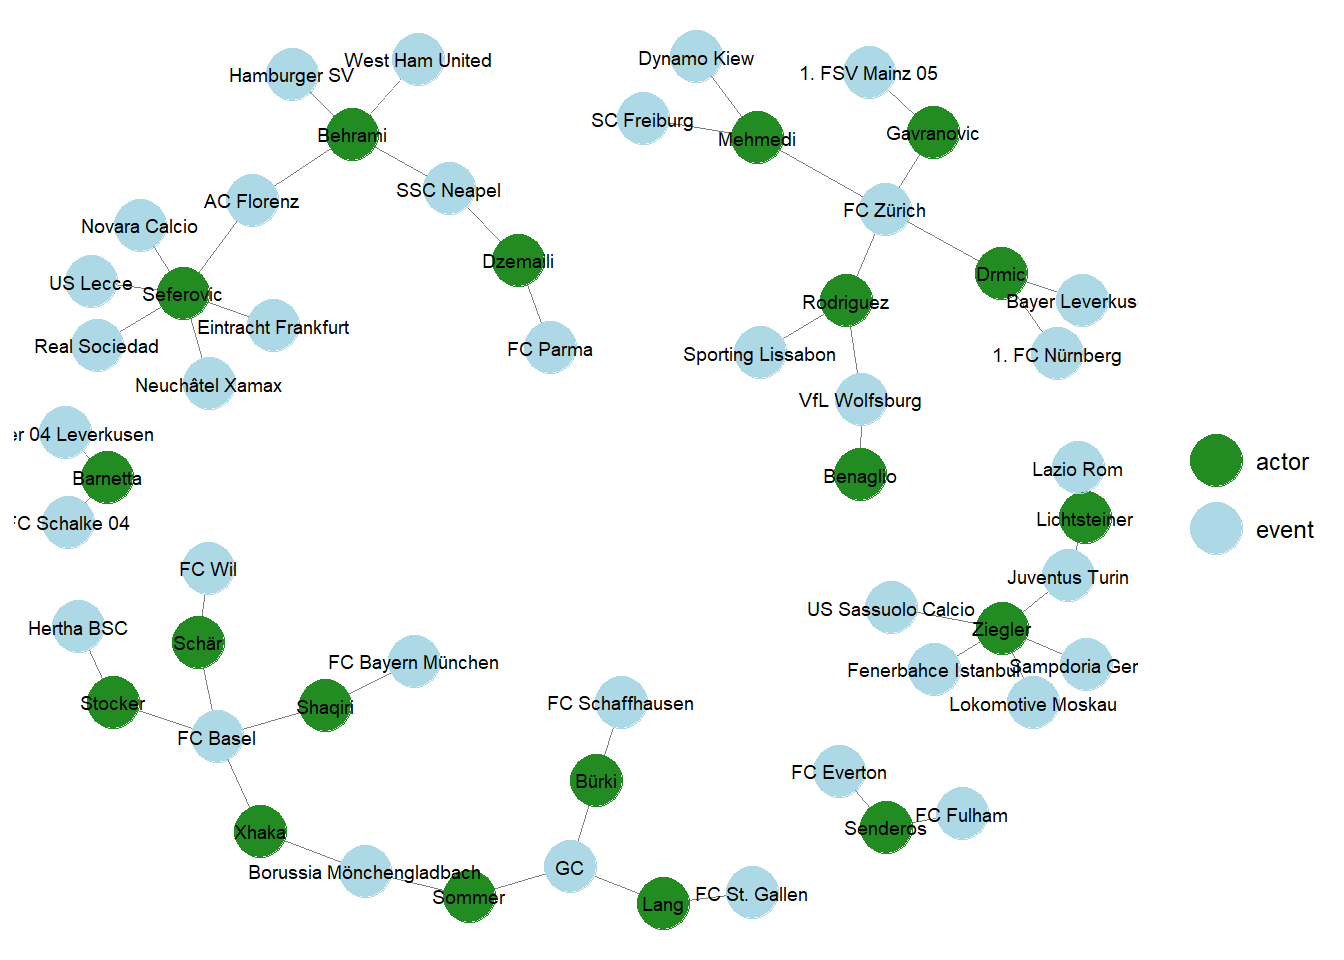 West Ham United
Hamburger SV
Behrami
AC Florenz
SSC Neapel
Novara Calcio
Dzemaili
US Lecce
Seferovic
Eintracht Frankfurt
Real Sociedad
FC Parma
Neuchâtel Xamax
Dynamo Kiew
1. FSV Mainz 05
SC Freiburg
Mehmedi
Gavranovic
FC Zürich
Drmic
Rodriguez
Bayer Leverkus
Sporting Lissabon
1. FC Nürnberg
VfL Wolfsburg
Benaglio
er 04 Leverkusen
Barnetta
FC Schalke 04
Lazio Rom
Lichtsteiner
Juventus Turin
US Sassuolo Calcio
Ziegler
Fenerbahce Istanbul
Sampdoria Ger
Lokomotive Moskau
actor
event
FC Wil
Hertha BSC
Schär
FC Bayern München
Stocker
Shaqiri
FC Basel
FC Schaffhausen
Bürki
Xhaka
Borussia Mönchengladbach
GC
Sommer
Lang
FC St. Gallen
FC Everton
Senderos
FC Fulham